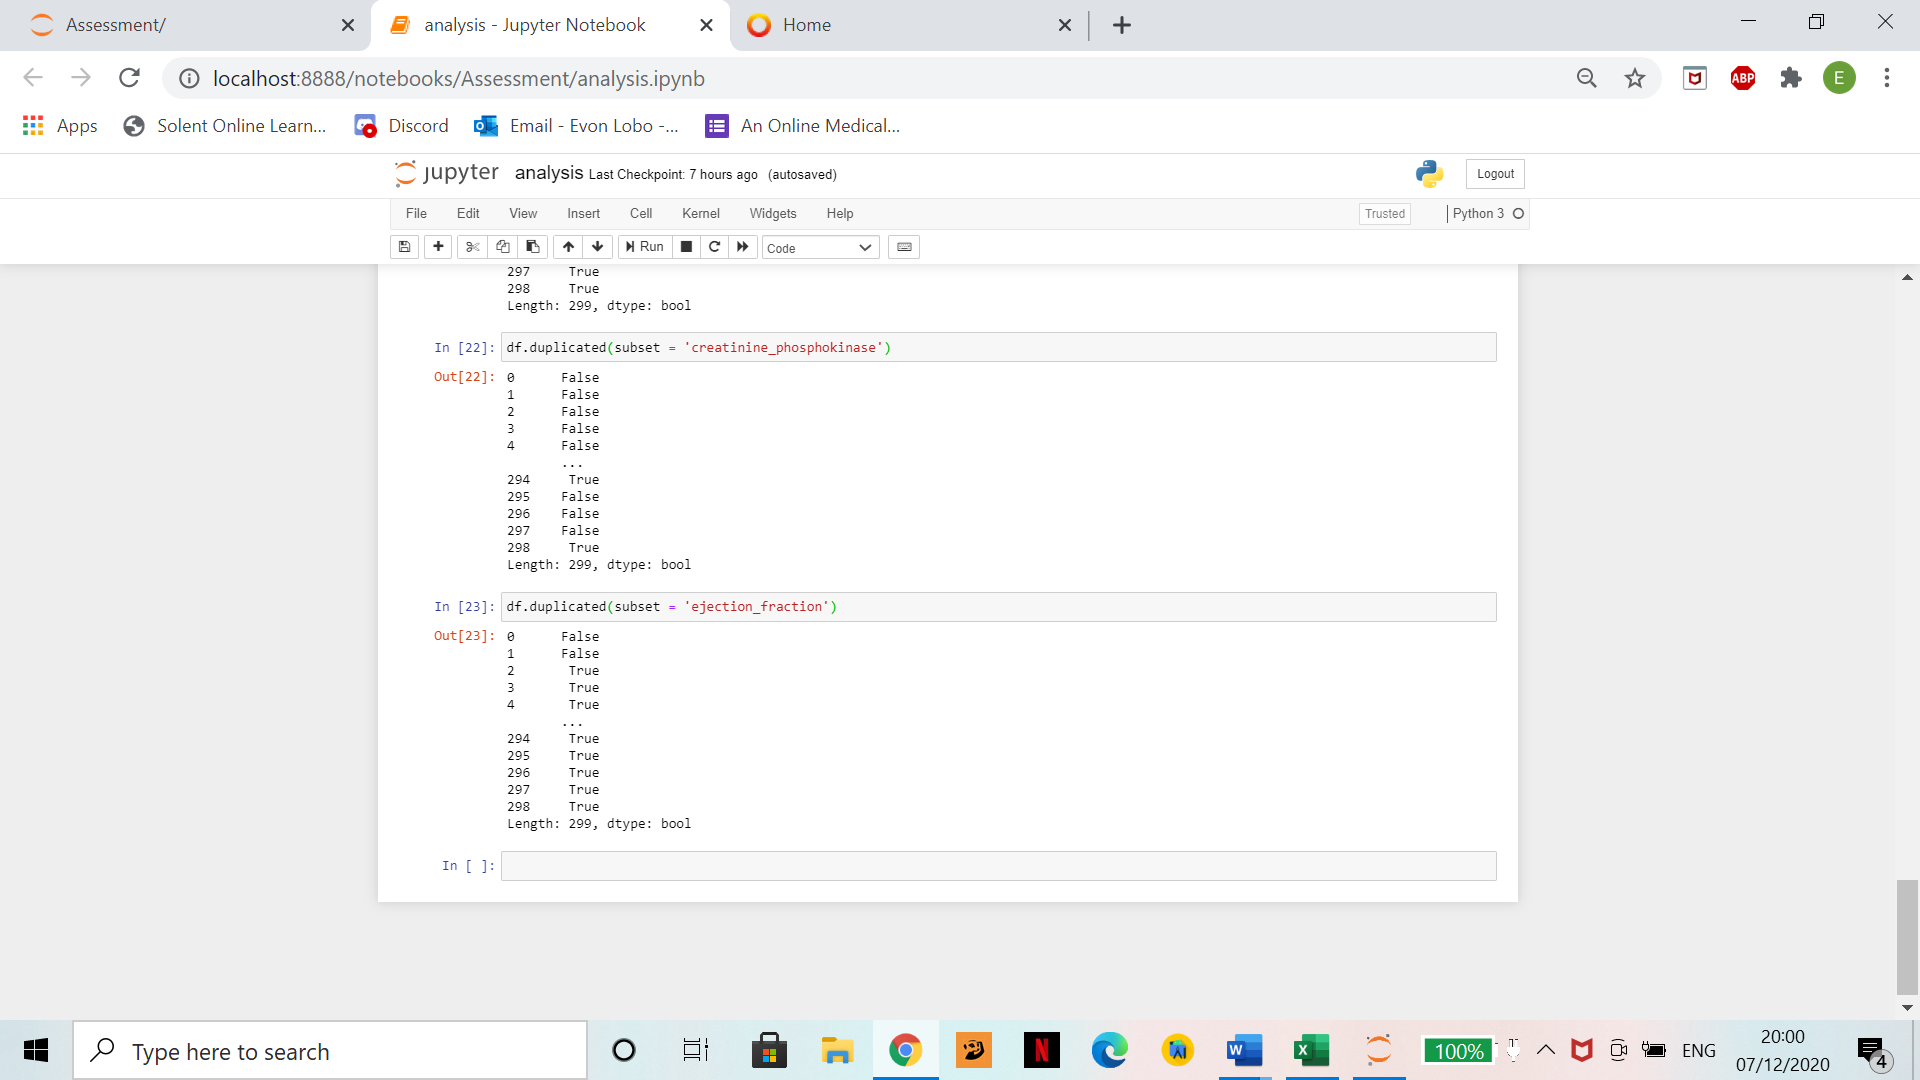 Assessment/
analysis - Jupyter Notebook
Home
localhost:8888/notebooks/Assessment/analysis.ipynb
ABP
E
Apps
Solent Online Learn...
Discord
Email - Evon Lobo -...
An Online Medical...
jupyter analysis Last Checkpoint: 7 hours ago (autosaved)
Logout
File Edit View Insert Cell Kernel Widgets Help
Trusted
Python 3
Run
Code
297 True
298 True
Length: 299, dtype: bool
In [22]: df.duplicated(subset = 'creatinine_phosphokinase')
Out[22]: 0 False
1 False
2 False
3 False
4 False
...
294 True
295 False
296 False
297 False
298 True
Length: 299, dtype: bool
In [23]: df.duplicated(subset = 'ejection_fraction')
Out[23]: 0 False
1 False
2 True
3 True
4 True
...
294 True
295 True
296 True
297 True
298 True
Length: 299, dtype: bool
In [ ]:
Type here to search
N
W
X
100%
ENG
20:00
07/12/2020
4